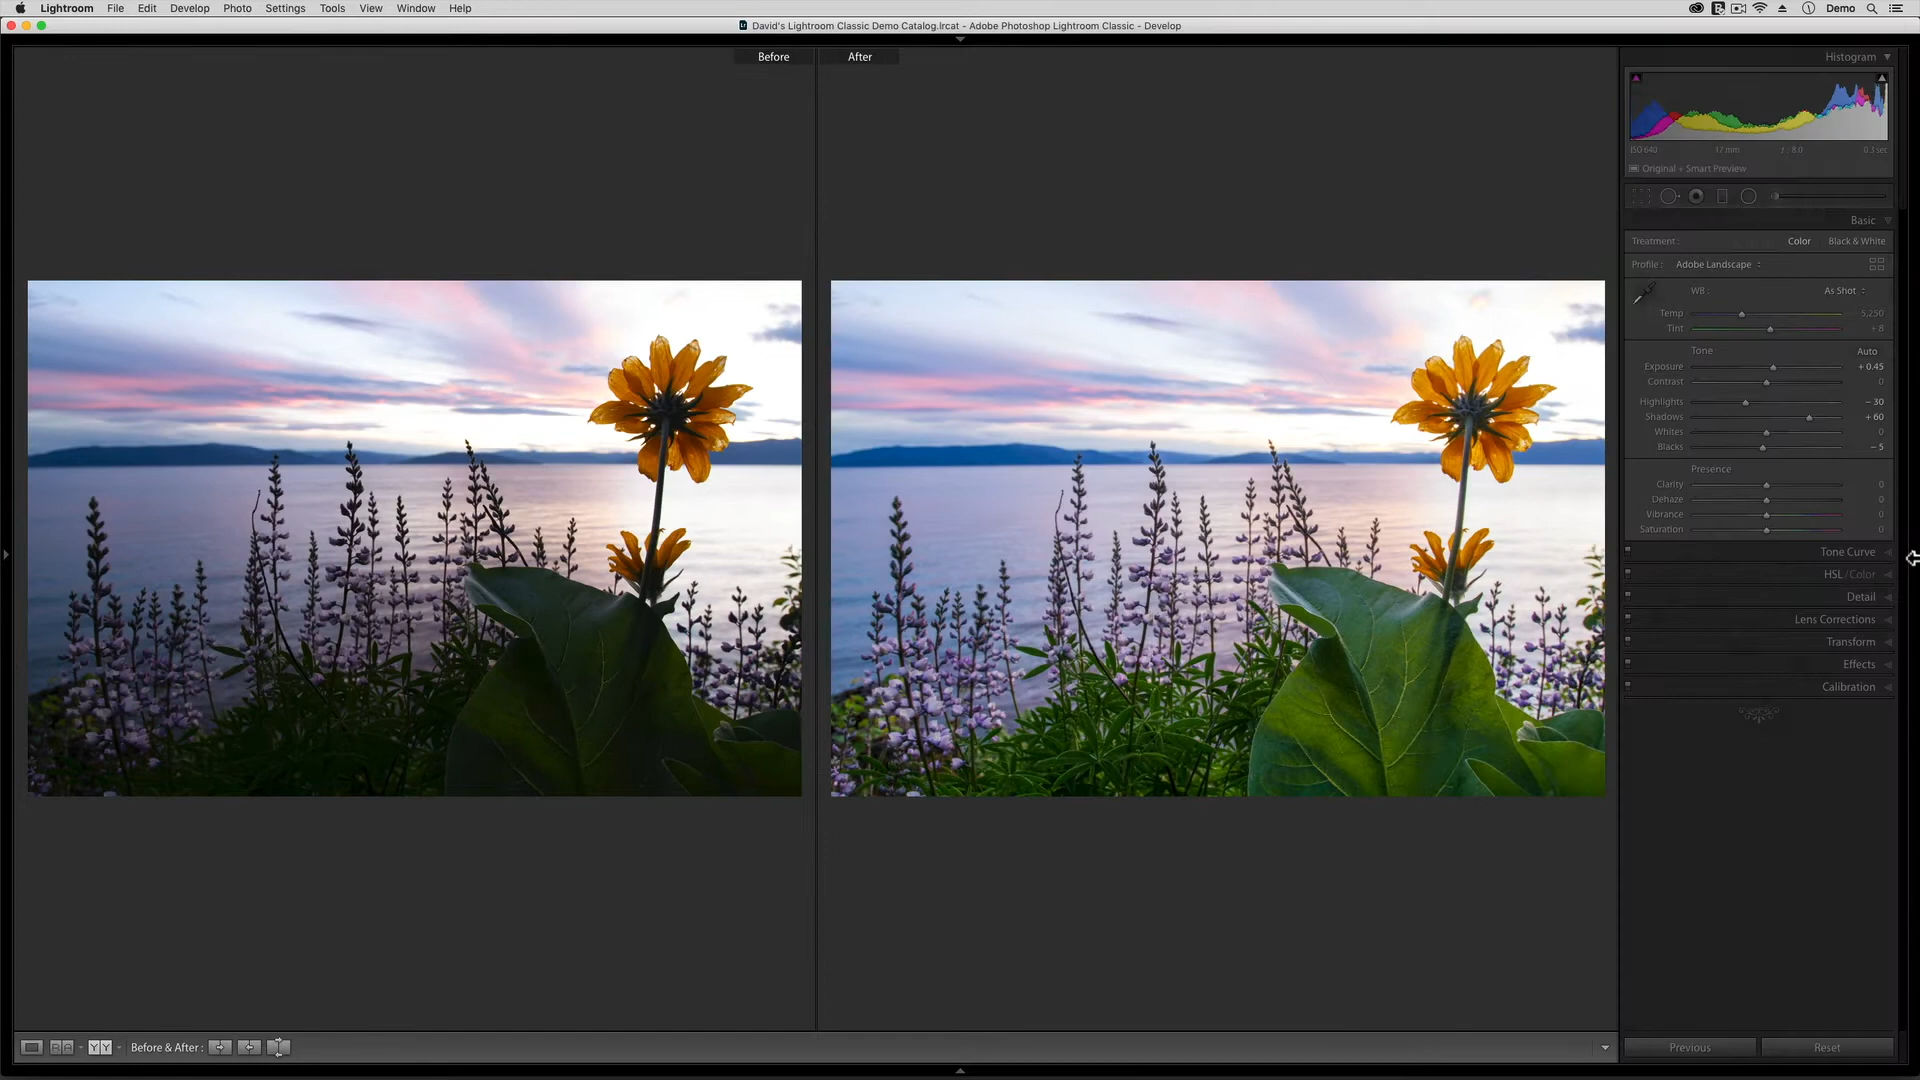 Lightroom File Edit Develop Photo Settings Tools View Window Help Demo
David's Lightroom Classic Demo Catalog.lrcat - Adobe Photoshop Lightroom Classic - Develop
Before After
Histogram
ISO 640 17 mm ƒ / 8.0 0.3 sec
Original + Smart Preview
Basic
Treatment : Color Black & White
Profile : Adobe Landscape
WB : As Shot
Temp 5,250
Tint + 8
Tone Auto
Exposure + 0.45
Contrast 0
Highlights − 30
Shadows + 60
Whites 0
Blacks − 5
Presence
Clarity 0
Dehaze 0
Vibrance 0
Saturation 0
Tone Curve
HSL / Color
Detail
Lens Corrections
Transform
Effects
Calibration
Before & After :
Previous Reset